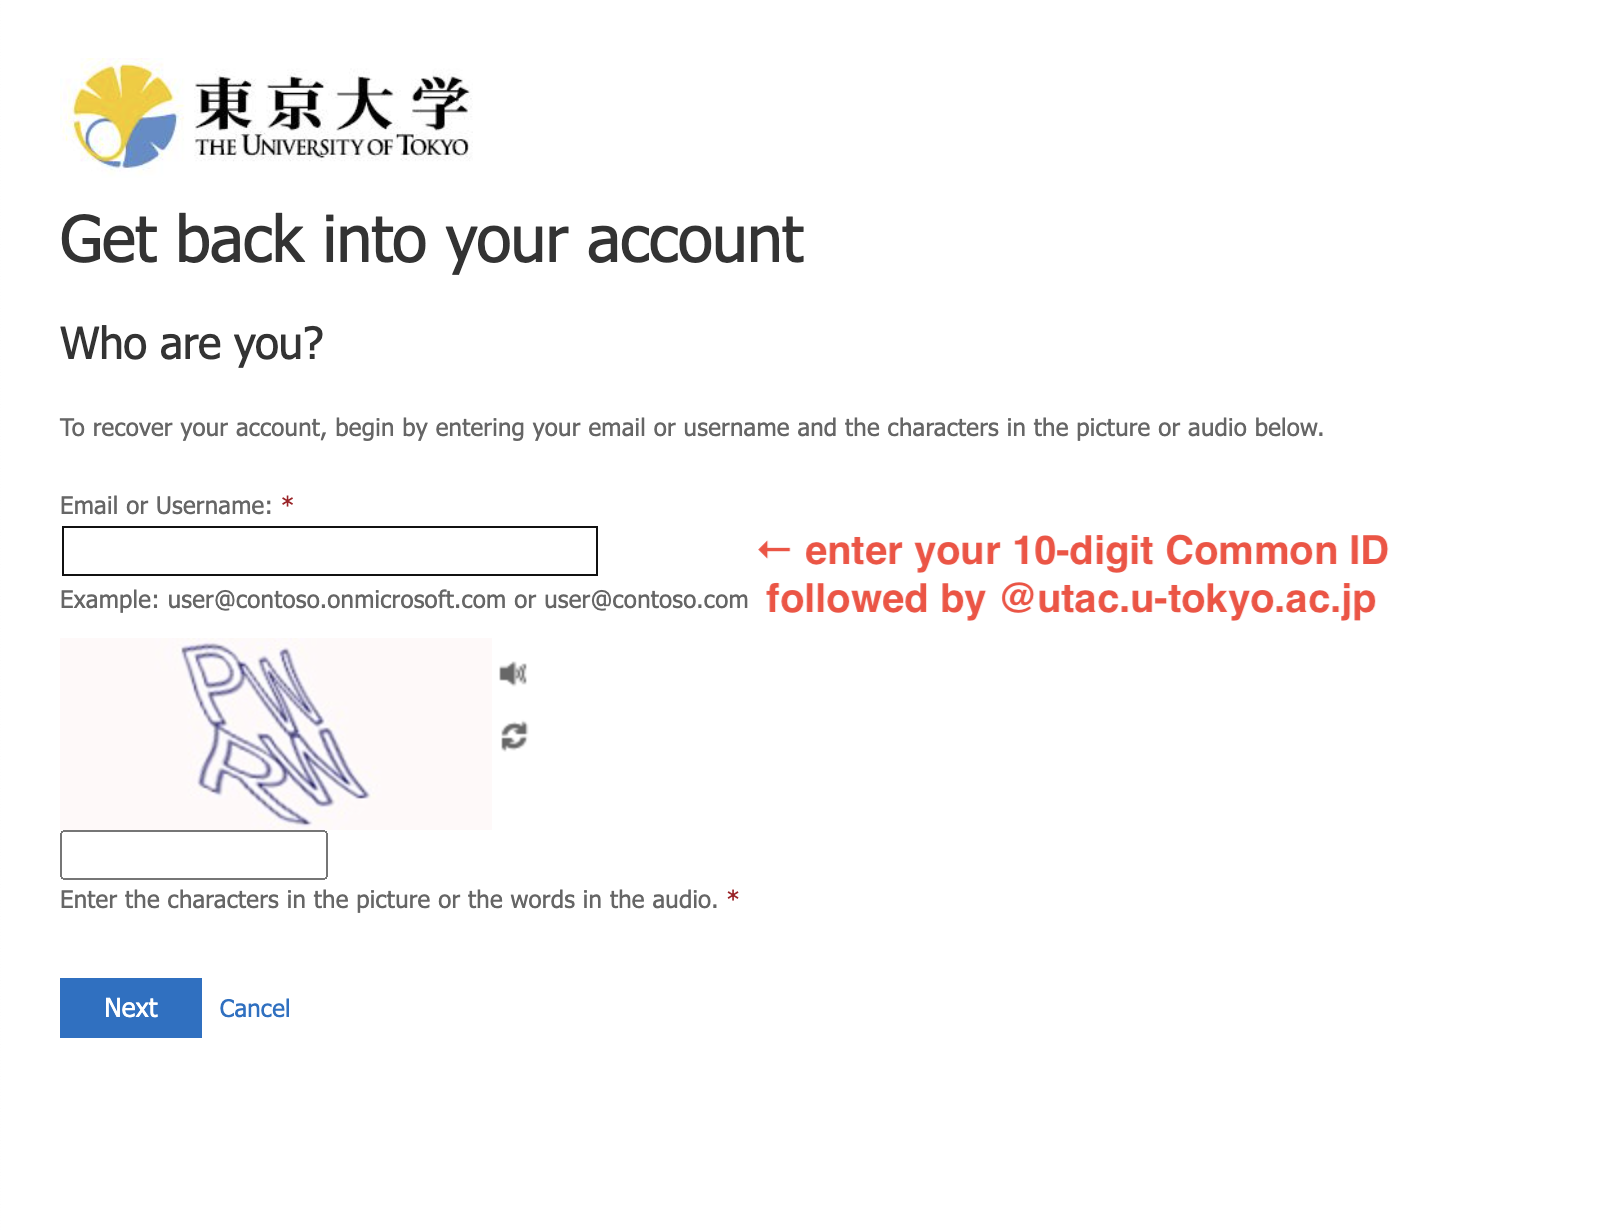 東京大学
THE UNIVERSITY OF TOKYO
Get back into your account
Who are you?
To recover your account, begin by entering your email or username and the characters in the picture or audio below.
Email or Username: *
← enter your 10-digit Common ID
followed by @utac.u-tokyo.ac.jp
Example: user@contoso.onmicrosoft.com or user@contoso.com
PW
RW
Enter the characters in the picture or the words in the audio. *
Next Cancel